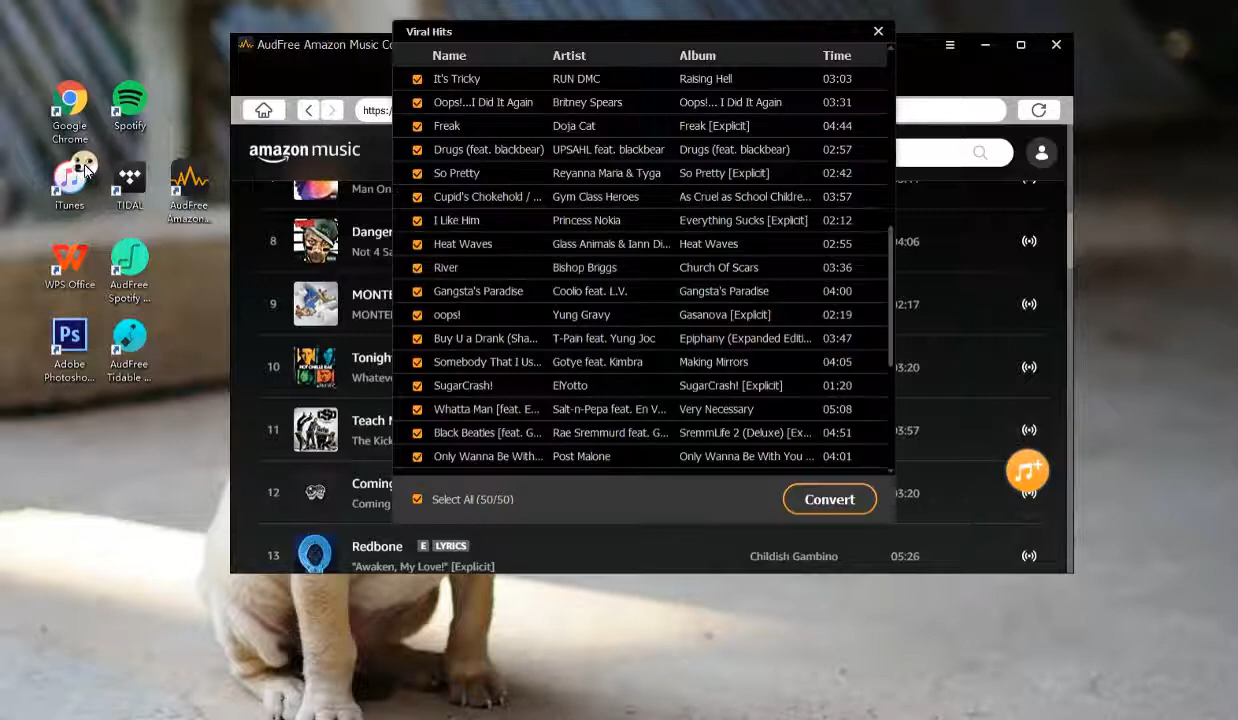 Viral Hits
AudFree Amazon Music Co
Name Artist Album Time
It's Tricky RUN DMC Raising Hell 03:03
Oops!...I Did It Again Britney Spears Oops!... I Did It Again 03:31
Freak Doja Cat Freak [Explicit] 04:44
Drugs (feat. blackbear) UPSAHL feat. blackbear Drugs (feat. blackbear) 02:57
So Pretty Reyanna Maria & Tyga So Pretty [Explicit] 02:42
Cupid's Chokehold / ... Gym Class Heroes As Cruel as School Childre... 03:57
I Like Him Princess Nokia Everything Sucks [Explicit] 02:12
Heat Waves Glass Animals & Iann Di... Heat Waves 02:55
River Bishop Briggs Church Of Scars 03:36
Gangsta's Paradise Coolio feat. L.V. Gangsta's Paradise 04:00
oops! Yung Gravy Gasanova [Explicit] 02:19
Buy U a Drank (Sha... T-Pain feat. Yung Joc Epiphany (Expanded Editi... 03:47
Somebody That I Us... Gotye feat. Kimbra Making Mirrors 04:05
SugarCrash! ElYotto SugarCrash! [Explicit] 01:20
Whatta Man [feat. E... Salt-n-Pepa feat. En V... Very Necessary 05:08
Black Beatles [feat. G... Rae Sremmurd feat. G... SremmLife 2 (Deluxe) [Ex... 04:51
Only Wanna Be With... Post Malone Only Wanna Be With You ... 04:01
Select All (50/50) Convert
https:/
amazon music
Man On
8 Danger 04:06
Not 4 Sa
9 MONTE 02:17
MONTER
10 Tonigh 03:20
Whatev
11 Teach M 03:57
The Kick
12 Coming 03:20
Coming
13 Redbone E LYRICS Childish Gambino 05:26
"Awaken, My Love!" [Explicit]
Google
Chrome
Spotify
iTunes
TIDAL
AudFree
Amazon...
WPS Office
AudFree
Spotify ...
Ps
Adobe
Photosho...
AudFree
Tidable ...